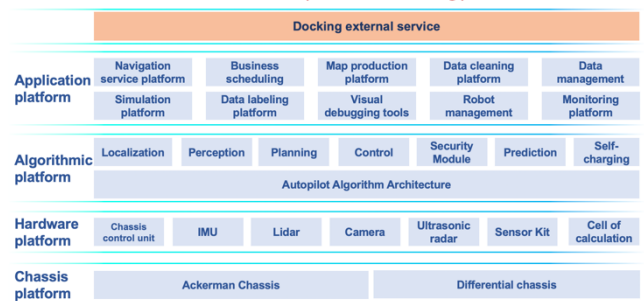 Docking external service
Application platform
Navigation service platform
Business scheduling
Map production platform
Data cleaning platform
Data management
Simulation platform
Data labeling platform
Visual debugging tools
Robot management
Monitoring platform
Algorithmic platform
Localization
Perception
Planning
Control
Security Module
Prediction
Self-charging
Autopilot Algorithm Architecture
Hardware platform
Chassis control unit
IMU
Lidar
Camera
Ultrasonic radar
Sensor Kit
Cell of calculation
Chassis platform
Ackerman Chassis
Differential chassis